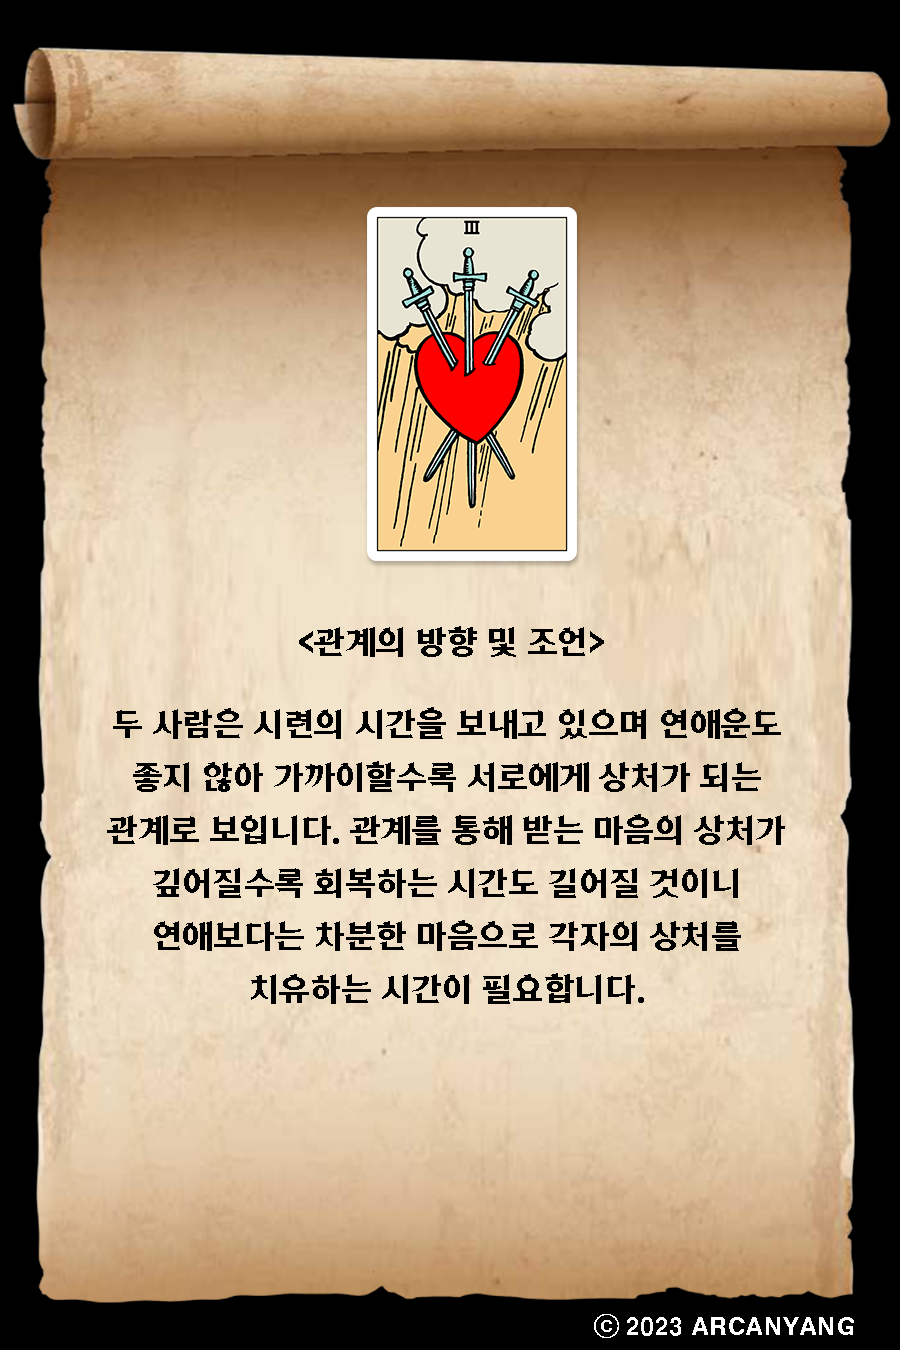 III
<관계의 방향 및 조언>
두 사람은 시련의 시간을 보내고 있으며 연애운도
좋지 않아 가까이할수록 서로에게 상처가 되는
관계로 보입니다. 관계를 통해 받는 마음의 상처가
깊어질수록 회복하는 시간도 길어질 것이니
연애보다는 차분한 마음으로 각자의 상처를
치유하는 시간이 필요합니다.
ⓒ 2023 ARCANYANG